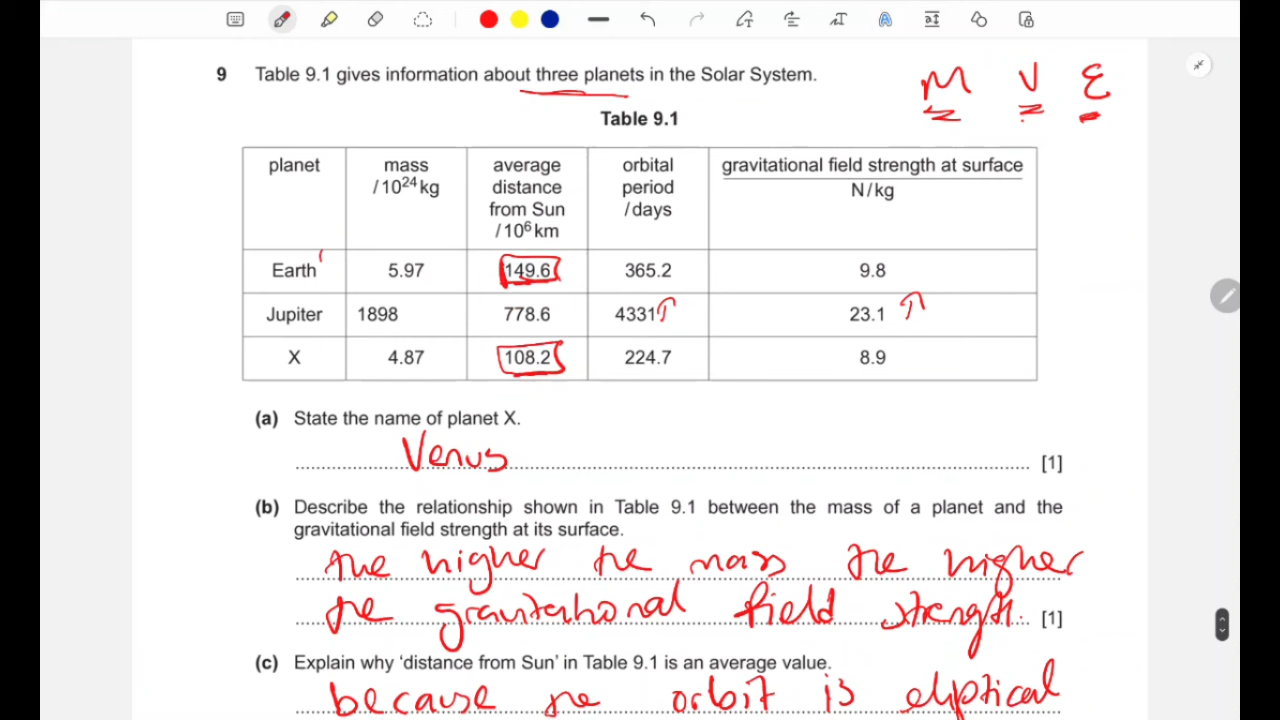 9 Table 9.1 gives information about three planets in the Solar System.
M V E
Table 9.1
planet mass /10²⁴ kg average distance from Sun /10⁶ km orbital period /days gravitational field strength at surface N/kg
Earth 5.97 149.6 365.2 9.8
Jupiter 1898 778.6 4331 ↑ 23.1 ↑
X 4.87 108.2 224.7 8.9
(a) State the name of planet X.
Venus
[1]
(b) Describe the relationship shown in Table 9.1 between the mass of a planet and the
gravitational field strength at its surface.
the higher the mass the higher
the gravitational field strength. [1]
(c) Explain why ‘distance from Sun’ in Table 9.1 is an average value.
because the orbit is eliptical